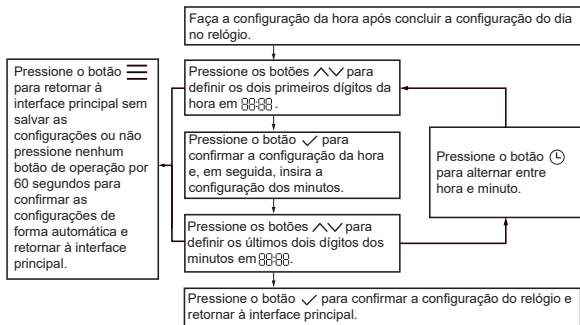 Faça a configuração da hora após concluir a configuração do dia
no relógio.
Pressione o botão
para retornar à
interface principal sem
salvar as
configurações ou não
pressione nenhum
botão de operação por
60 segundos para
confirmar as
configurações de
forma automática e
retornar à interface
principal.
Pressione os botões para
definir os dois primeiros dígitos da
hora em 88:88.
Pressione o botão ✓ para
confirmar a configuração da hora
e, em seguida, insira a
configuração dos minutos.
Pressione os botões para
definir os últimos dois dígitos dos
minutos em 88:88.
Pressione o botão
para alternar entre
hora e minuto.
Pressione o botão ✓ para confirmar a configuração do relógio e
retornar à interface principal.